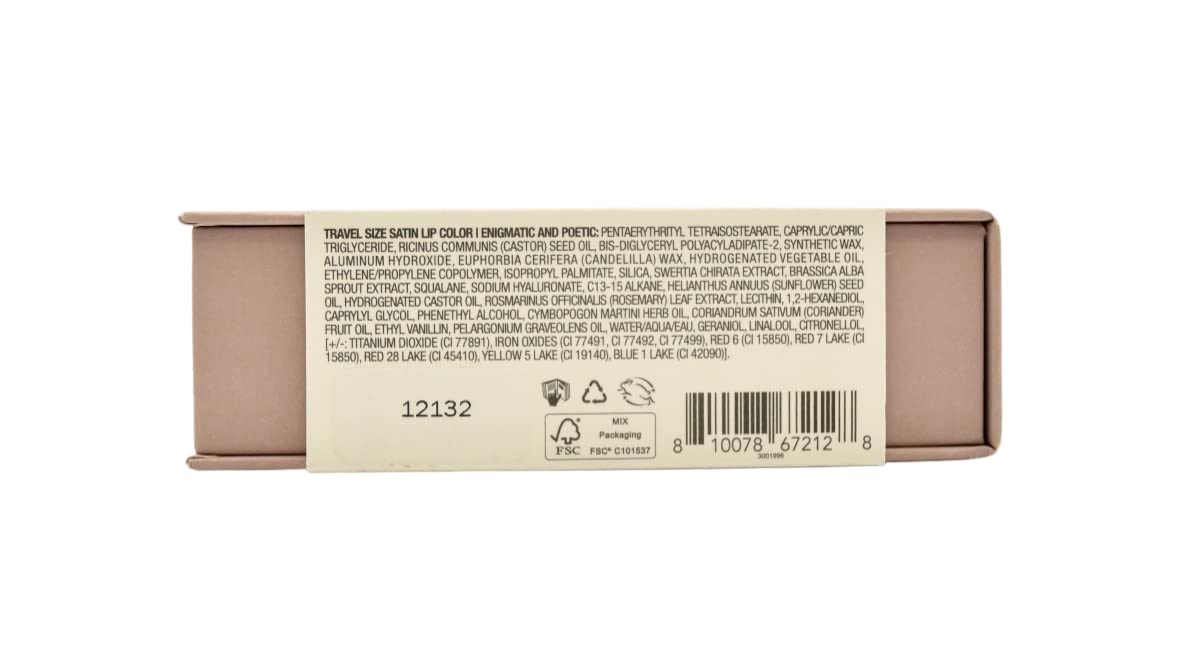 TRAVEL SIZE SATIN LIP COLOR I ENIGMATIC AND POETIC: PENTAERYTHRITYL TETRAISOSTEARATE, CAPRYLIC/CAPRIC
TRIGLYCERIDE, RICINUS COMMUNIS (CASTOR) SEED OIL, BIS-DIGLYCERYL POLYACYLADIPATE-2, SYNTHETIC WAX,
ALUMINUM HYDROXIDE, EUPHORBIA CERIFERA (CANDELILLA) WAX, HYDROGENATED VEGETABLE OIL,
ETHYLENE/PROPYLENE COPOLYMER, ISOPROPYL PALMITATE, SILICA, SWERTIA CHIRATA EXTRACT, BRASSICA ALBA
SPROUT EXTRACT, SQUALANE, SODIUM HYALURONATE, C13-15 ALKANE, HELIANTHUS ANNUUS (SUNFLOWER) SEED
OIL, HYDROGENATED CASTOR OIL, ROSMARINUS OFFICINALIS (ROSEMARY) LEAF EXTRACT, LECITHIN, 1,2-HEXANEDIOL,
CAPRYLYL GLYCOL, PHENETHYL ALCOHOL, CYMBOPOGON MARTINI HERB OIL, CORIANDRUM SATIVUM (CORIANDER)
FRUIT OIL, ETHYL VANILLIN, PELARGONIUM GRAVEOLENS OIL, WATER/AQUA/EAU, GERANIOL, LINALOOL, CITRONELLOL,
[+/-: TITANIUM DIOXIDE (CI 77891), IRON OXIDES (CI 77491, CI 77492, CI 77499), RED 6 (CI 15850), RED 7 LAKE (CI
15850), RED 28 LAKE (CI 45410), YELLOW 5 LAKE (CI 19140), BLUE 1 LAKE (CI 42090)].
12132
FSC
MIX
Packaging
FSC® C101537
8 10078 67212 8
3001996